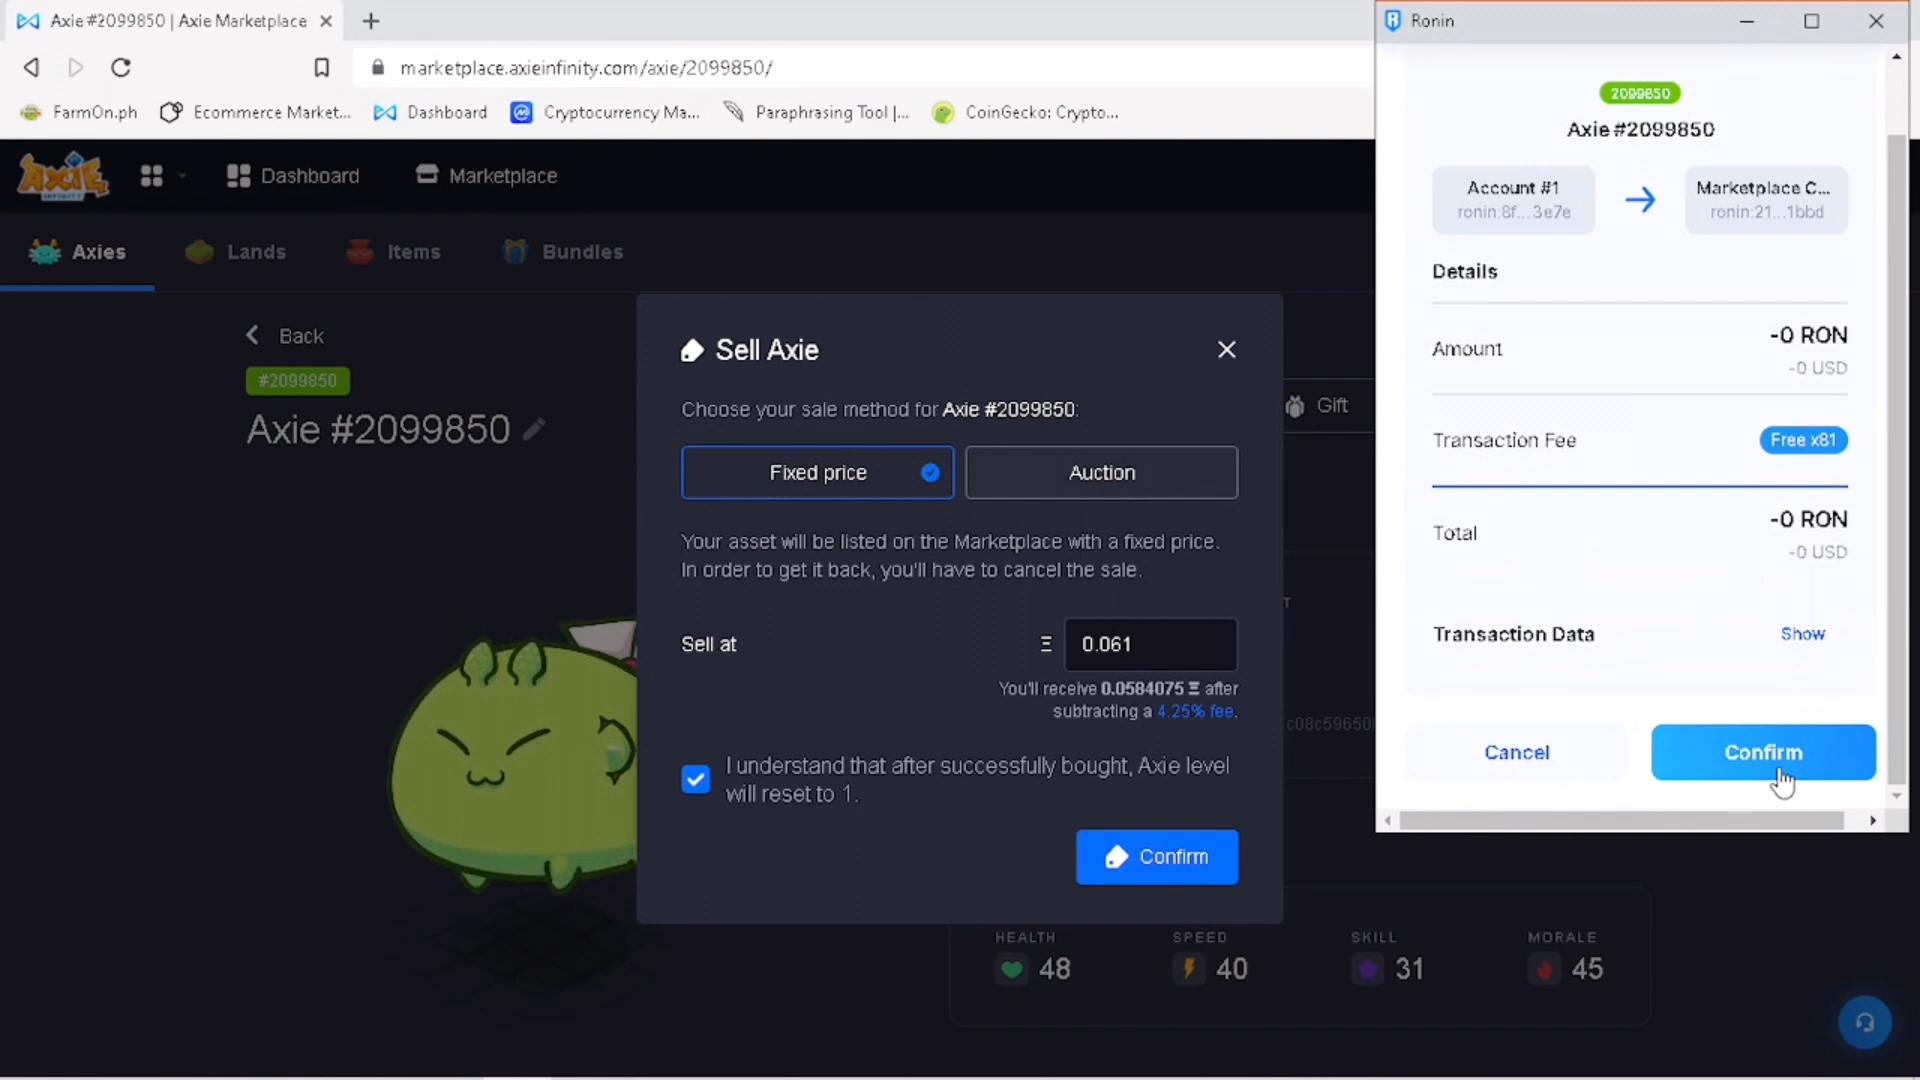 Axie #2099850 | Axie Marketplace
marketplace.axieinfinity.com/axie/2099850/
FarmOn.ph
Ecommerce Market...
Dashboard
Cryptocurrency Ma...
Paraphrasing Tool |...
CoinGecko: Crypto...
AXIE
INFINITY
Dashboard
Marketplace
Axies
Lands
Items
Bundles
Back
#2099850
Axie #2099850
Gift
Sell Axie
Choose your sale method for Axie #2099850:
Fixed price
Auction
Your asset will be listed on the Marketplace with a fixed price.
In order to get it back, you'll have to cancel the sale.
Sell at
Ξ
0.061
You'll receive 0.0584075 Ξ after
subtracting a 4.25% fee.
I understand that after successfully bought, Axie level
will reset to 1.
Confirm
HEALTH
48
SPEED
40
SKILL
31
MORALE
45
Ronin
2099850
Axie #2099850
Account #1
ronin:8f...3e7e
Marketplace C...
ronin:21...1bbd
Details
Amount
-0 RON
-0 USD
Transaction Fee
Free x81
Total
-0 RON
-0 USD
Transaction Data
Show
Cancel
Confirm